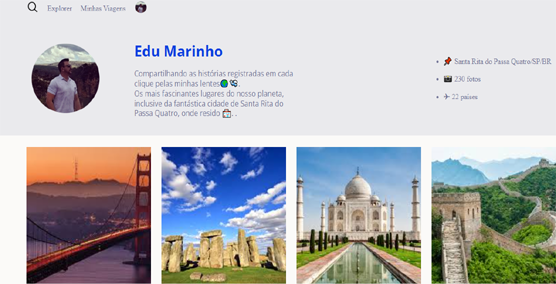 Explorer Minhas Viagens
Edu Marinho
Compartilhando as histórias registradas em cada
clique pelas minhas lentes🌎📽.
Os mais fascinantes lugares do nosso planeta,
inclusive da fantástica cidade de Santa Rita do
Passa Quatro, onde resido 🏠. .
• 📌 Santa Rita do Passa Quatro/SP/BR
• 📷 230 fotos
• ✈ 22 países